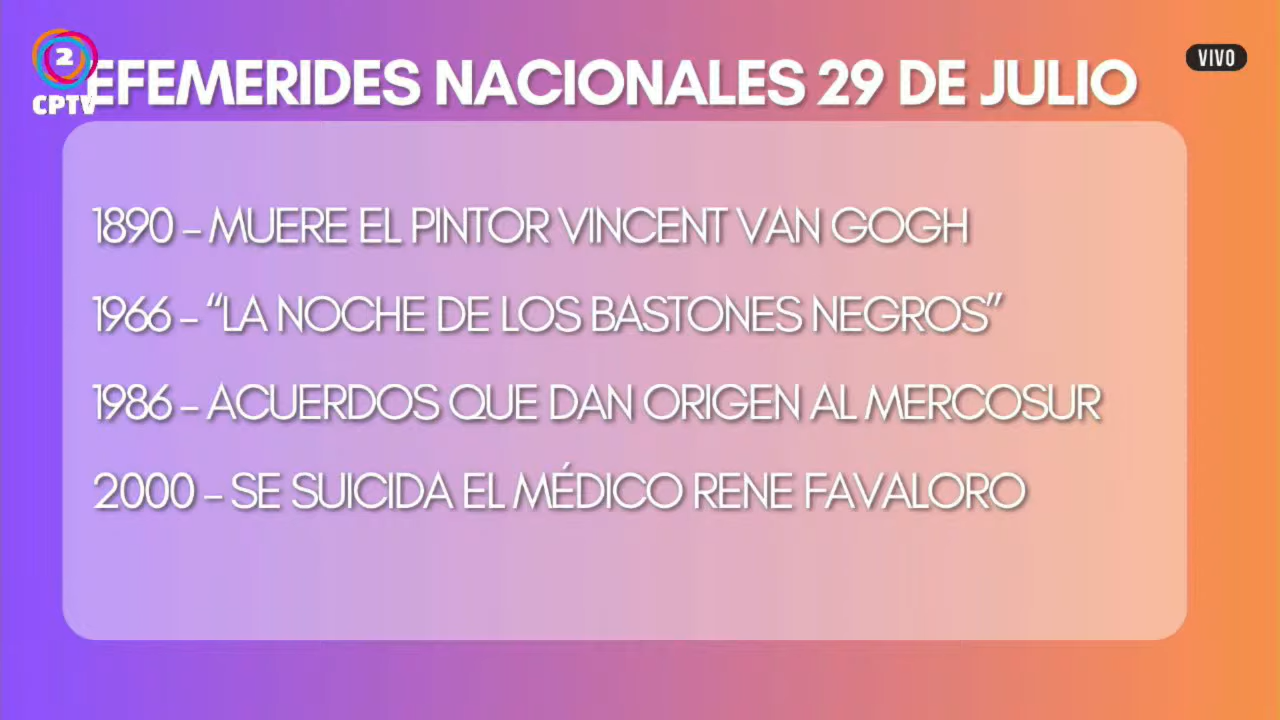 2
CPTV
EFEMERIDES NACIONALES 29 DE JULIO
VIVO
1890 – MUERE EL PINTOR VINCENT VAN GOGH
1966 – “LA NOCHE DE LOS BASTONES NEGROS”
1986 – ACUERDOS QUE DAN ORIGEN AL MERCOSUR
2000 – SE SUICIDA EL MÉDICO RENE FAVALORO